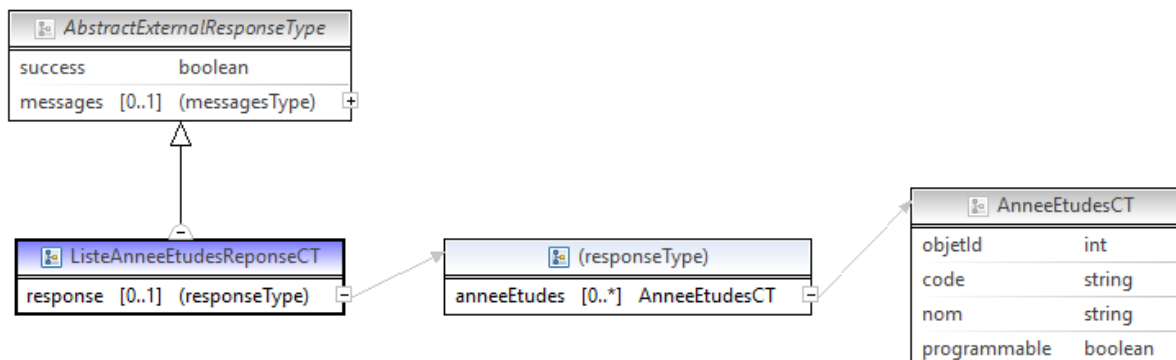 AbstractExternalResponseType
success boolean
messages [0..1] (messagesType)
ListeAnneeEtudesReponseCT
response [0..1] (responseType)
(responseType)
anneeEtudes [0..*] AnneeEtudesCT
AnneeEtudesCT
objetId int
code string
nom string
programmable boolean